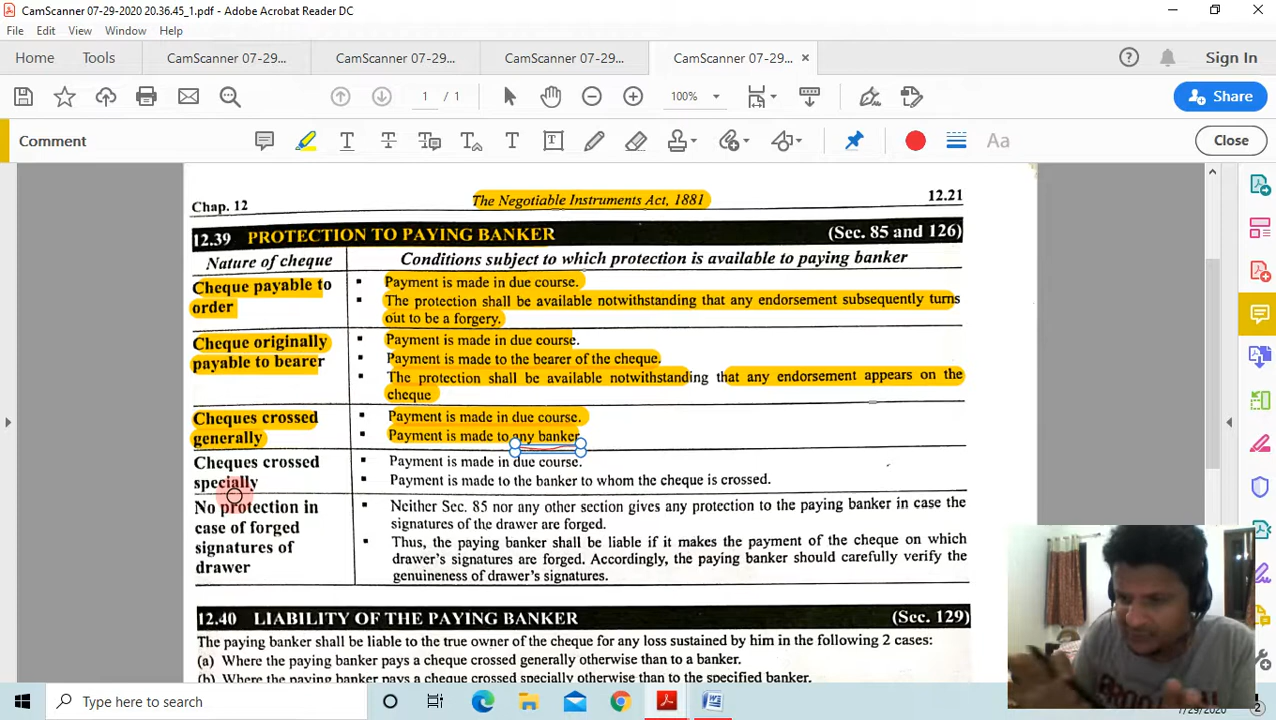 CamScanner 07-29-2020 20.36.45_1.pdf - Adobe Acrobat Reader DC
File Edit View Window Help
Home Tools CamScanner 07-29... CamScanner 07-29... CamScanner 07-29... CamScanner 07-29... Sign In
1 / 1 100% Share
Comment Aa Close
Chap. 12 The Negotiable Instruments Act, 1881 12.21
12.39 PROTECTION TO PAYING BANKER (Sec. 85 and 126)
Nature of cheque Conditions subject to which protection is available to paying banker
Cheque payable to order
▪ Payment is made in due course.
▪ The protection shall be available notwithstanding that any endorsement subsequently turns
out to be a forgery.
Cheque originally
payable to bearer
▪ Payment is made in due course.
▪ Payment is made to the bearer of the cheque.
▪ The protection shall be available notwithstanding that any endorsement appears on the
cheque
Cheques crossed
generally
▪ Payment is made in due course.
▪ Payment is made to any banker
Cheques crossed
specially
▪ Payment is made in due course.
▪ Payment is made to the banker to whom the cheque is crossed.
No protection in
case of forged
signatures of
drawer
▪ Neither Sec. 85 nor any other section gives any protection to the paying banker in case the
signatures of the drawer are forged.
▪ Thus, the paying banker shall be liable if it makes the payment of the cheque on which
drawer's signatures are forged. Accordingly, the paying banker should carefully verify the
genuineness of drawer's signatures.
12.40 LIABILITY OF THE PAYING BANKER (Sec. 129)
The paying banker shall be liable to the true owner of the cheque for any loss sustained by him in the following 2 cases:
(a) Where the paying banker pays a cheque crossed generally otherwise than to a banker.
(b) Where the paying banker pays a cheque crossed specially otherwise than to the specified banker.
Type here to search
7/29/2020 2